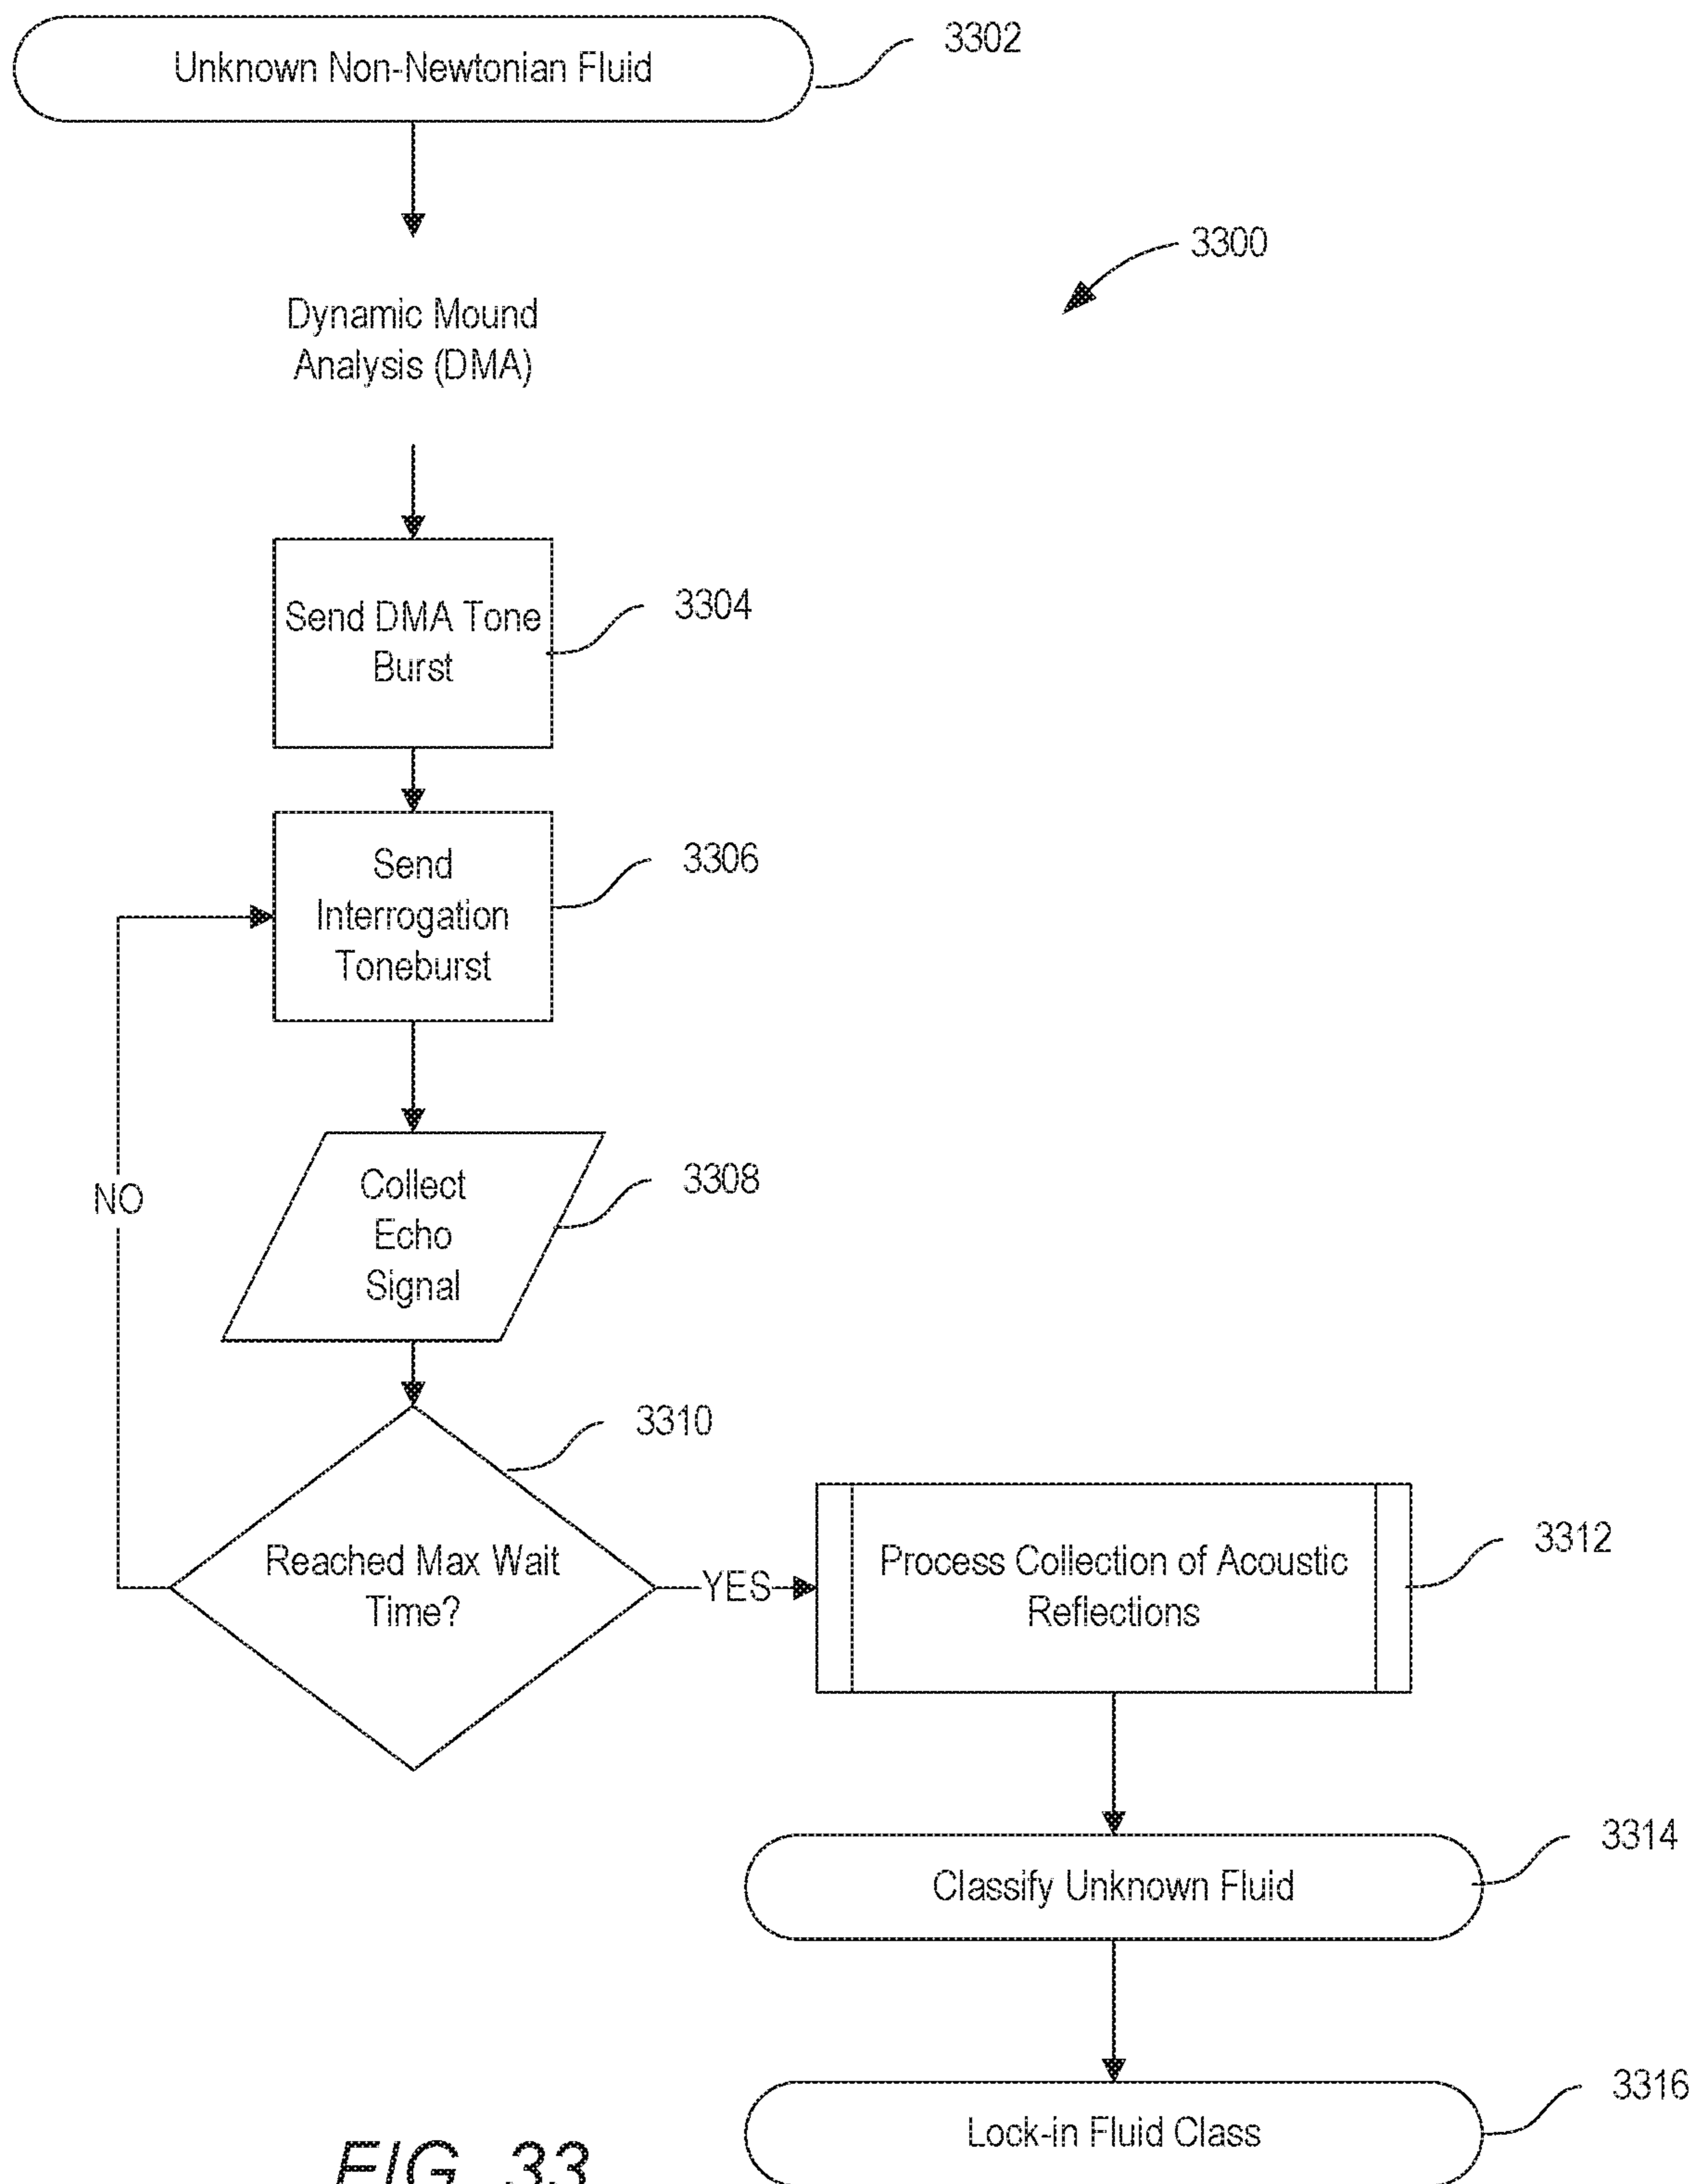 Unknown Non-Newtonian Fluid
3302
3300
Dynamic Mound
Analysis (DMA)
Send DMA Tone
Burst
3304
Send
Interrogation
Toneburst
3306
Collect
Echo
Signal
3308
NO
3310
Reached Max Wait
Time?
YES
Process Collection of Acoustic
Reflections
3312
Classify Unknown Fluid
3314
Lock-in Fluid Class
3316
FIG. 33